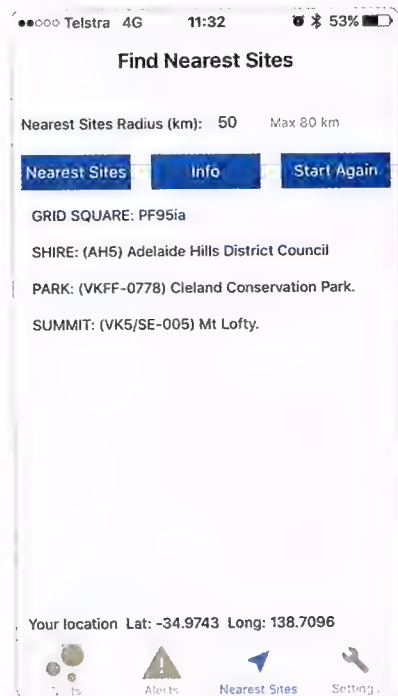 Telstra 4G 11:32 53%
Find Nearest Sites
Nearest Sites Radius (km): 50 Max 80 km
Nearest Sites Info Start Again
GRID SQUARE: PF95ia
SHIRE: (AH5) Adelaide Hills District Council
PARK: (VKFF-0778) Cleland Conservation Park.
SUMMIT: (VK5/SE-005) Mt Lofty.
Your location Lat: -34.9743 Long: 138.7096
Alerts Nearest Sites Setting